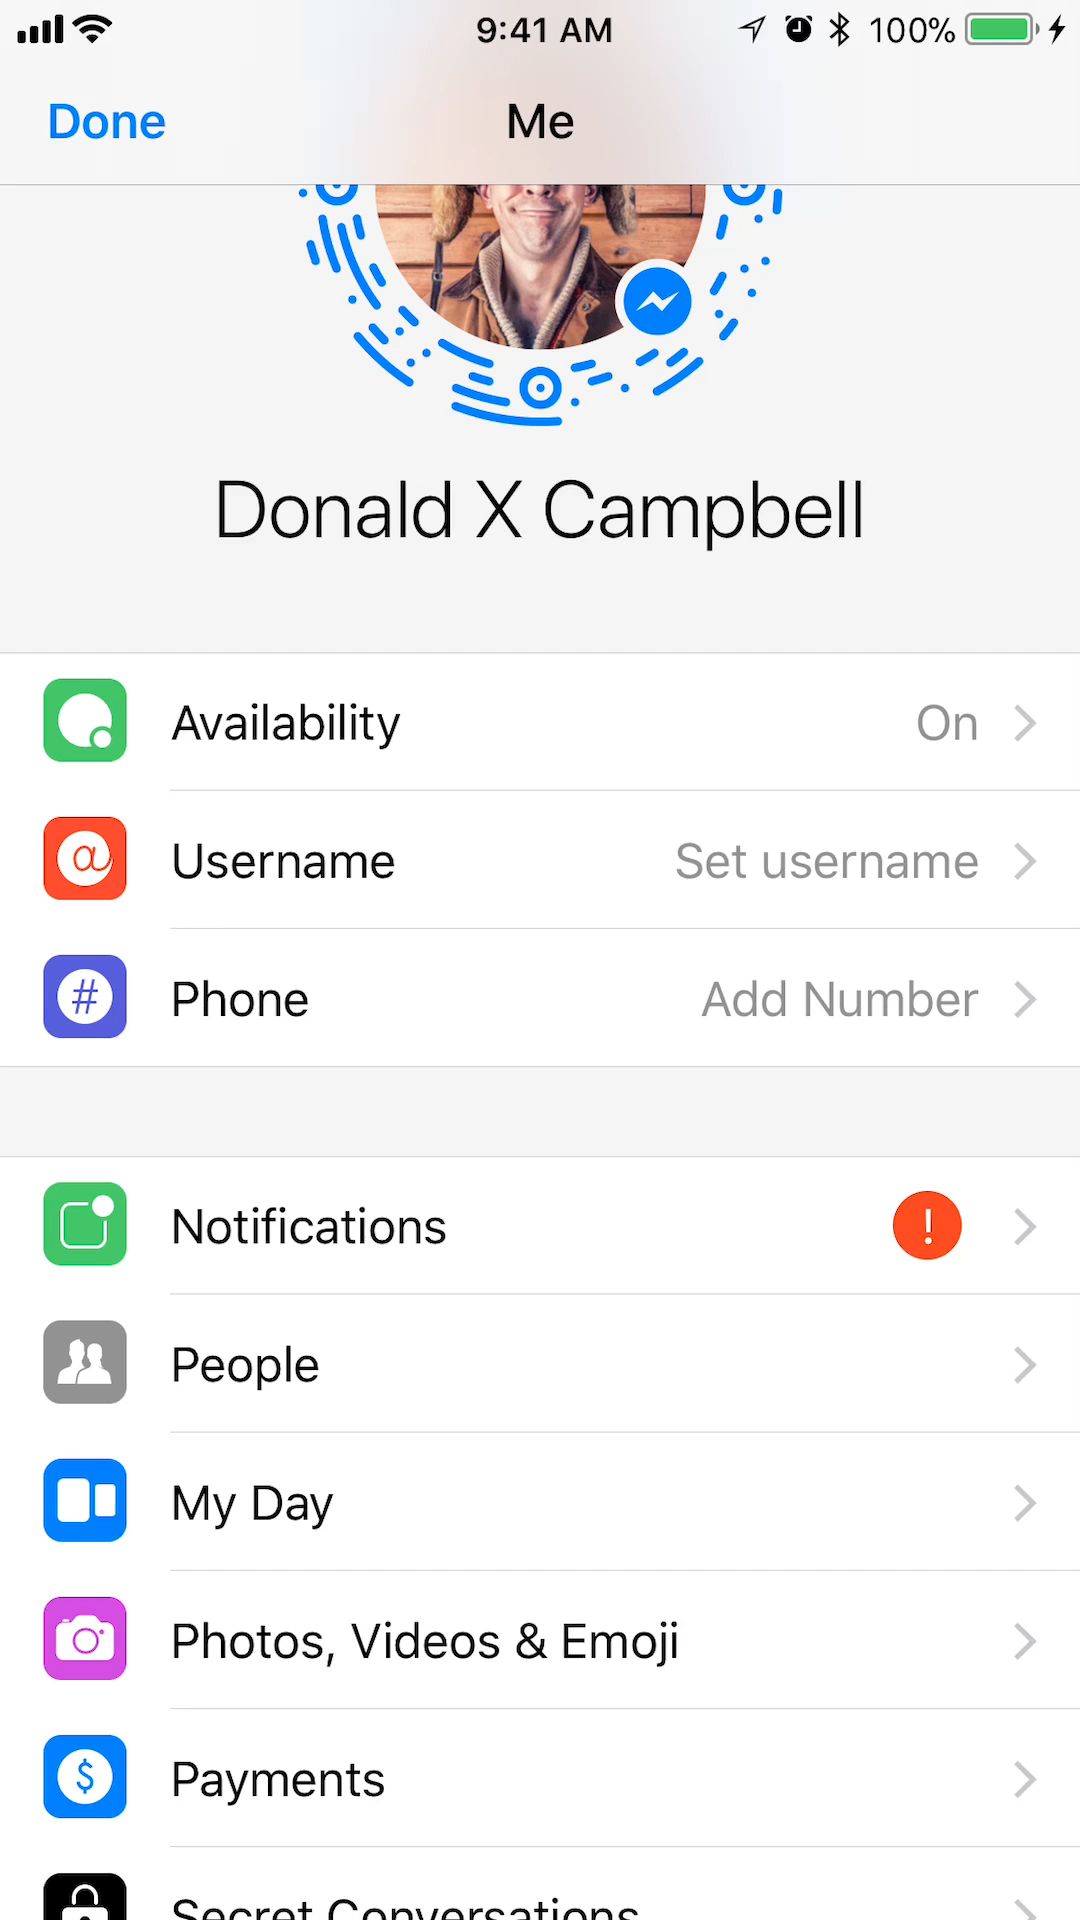 9:41 AM
100%
Done
Me
Donald X Campbell
Availability
On
Username
Set username
Phone
Add Number
Notifications
People
My Day
Photos, Videos & Emoji
Payments
Secret Conversations